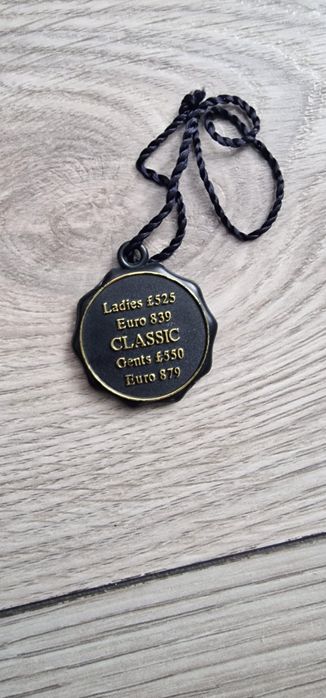 Ladies £525
Euro 839
CLASSIC
Gents £550
Euro 879